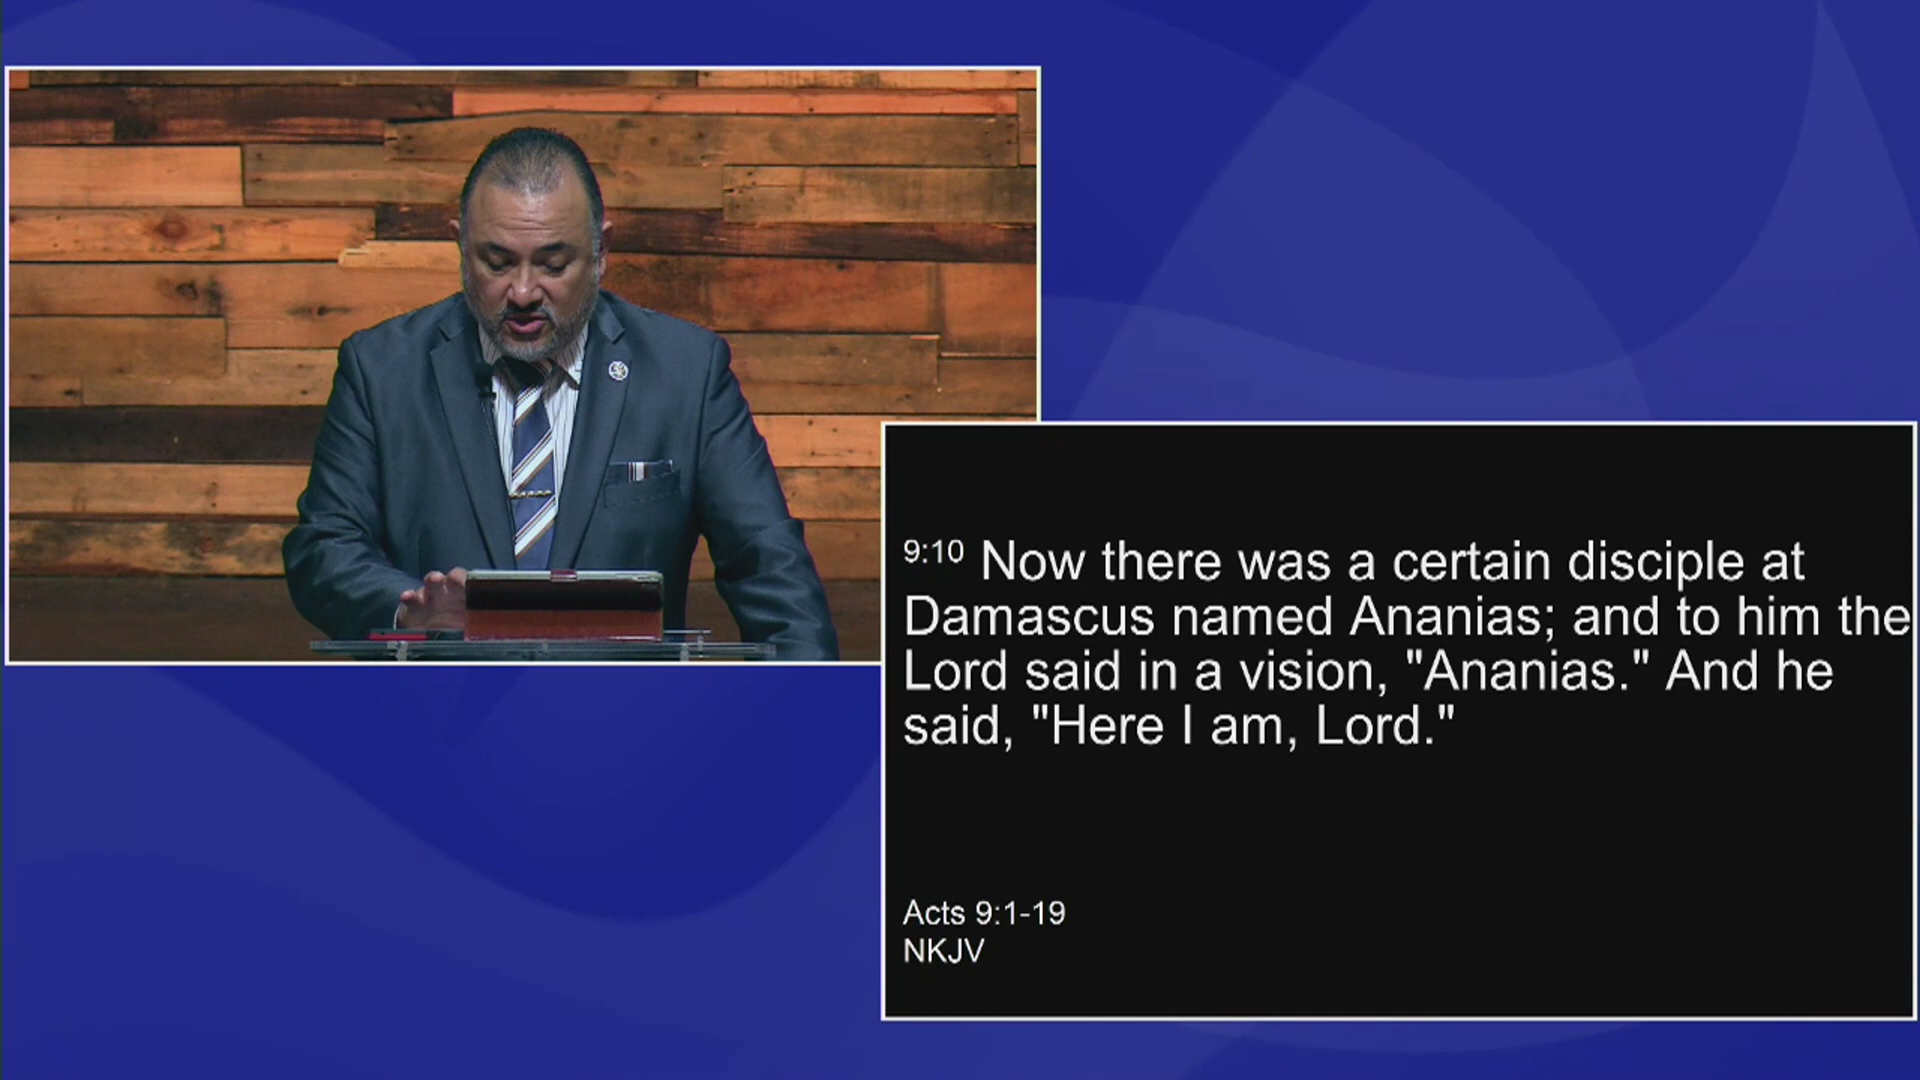 9:10 Now there was a certain disciple at
Damascus named Ananias; and to him the
Lord said in a vision, "Ananias." And he
said, "Here I am, Lord."
Acts 9:1-19
NKJV